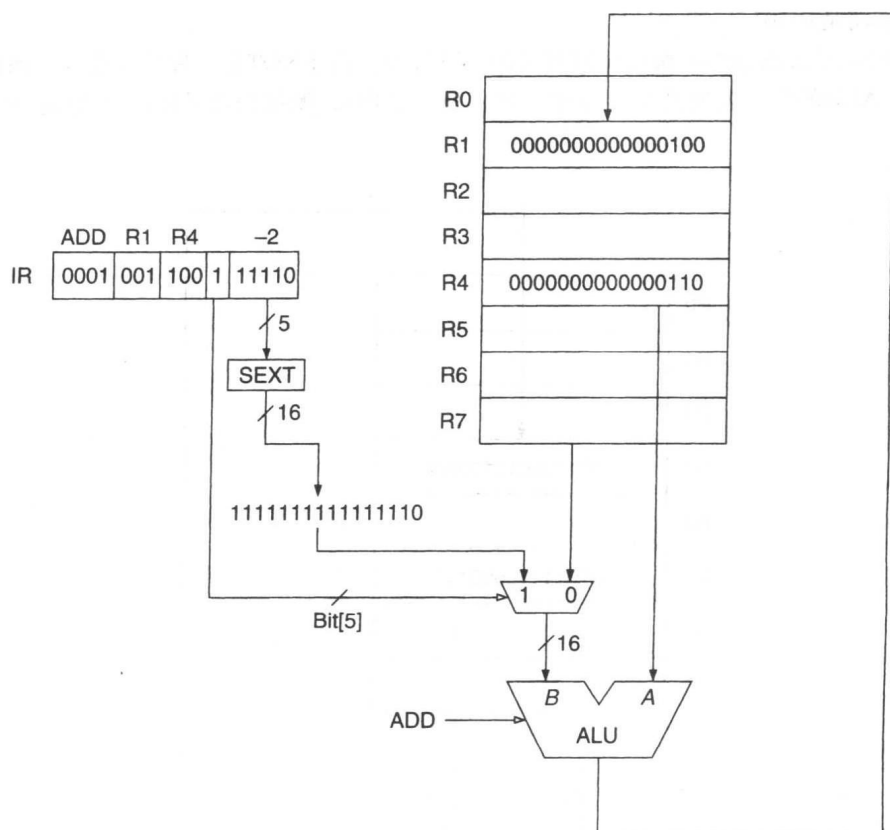 R0
R1 0000000000000100
R2
R3
ADD R1 R4 –2
IR 0001 001 100 1 11110
R4 0000000000000110
5
R5
SEXT
R6
16
R7
1111111111111110
1 0
Bit[5]
16
B A
ADD
ALU